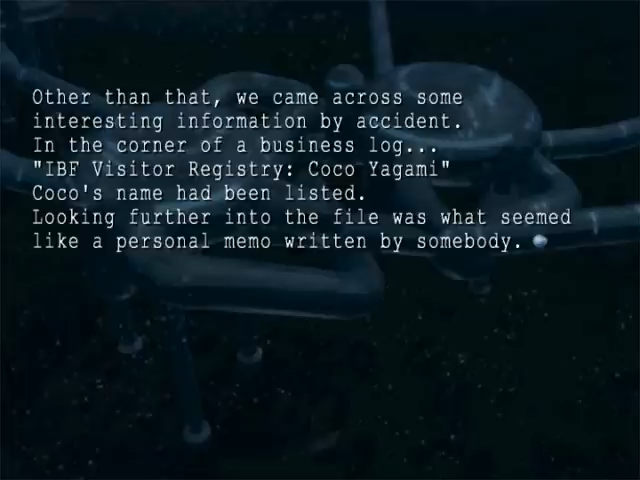 Other than that, we came across some
interesting information by accident.
In the corner of a business log...
"IBF Visitor Registry: Coco Yagami"
Coco's name had been listed.
Looking further into the file was what seemed
like a personal memo written by somebody.